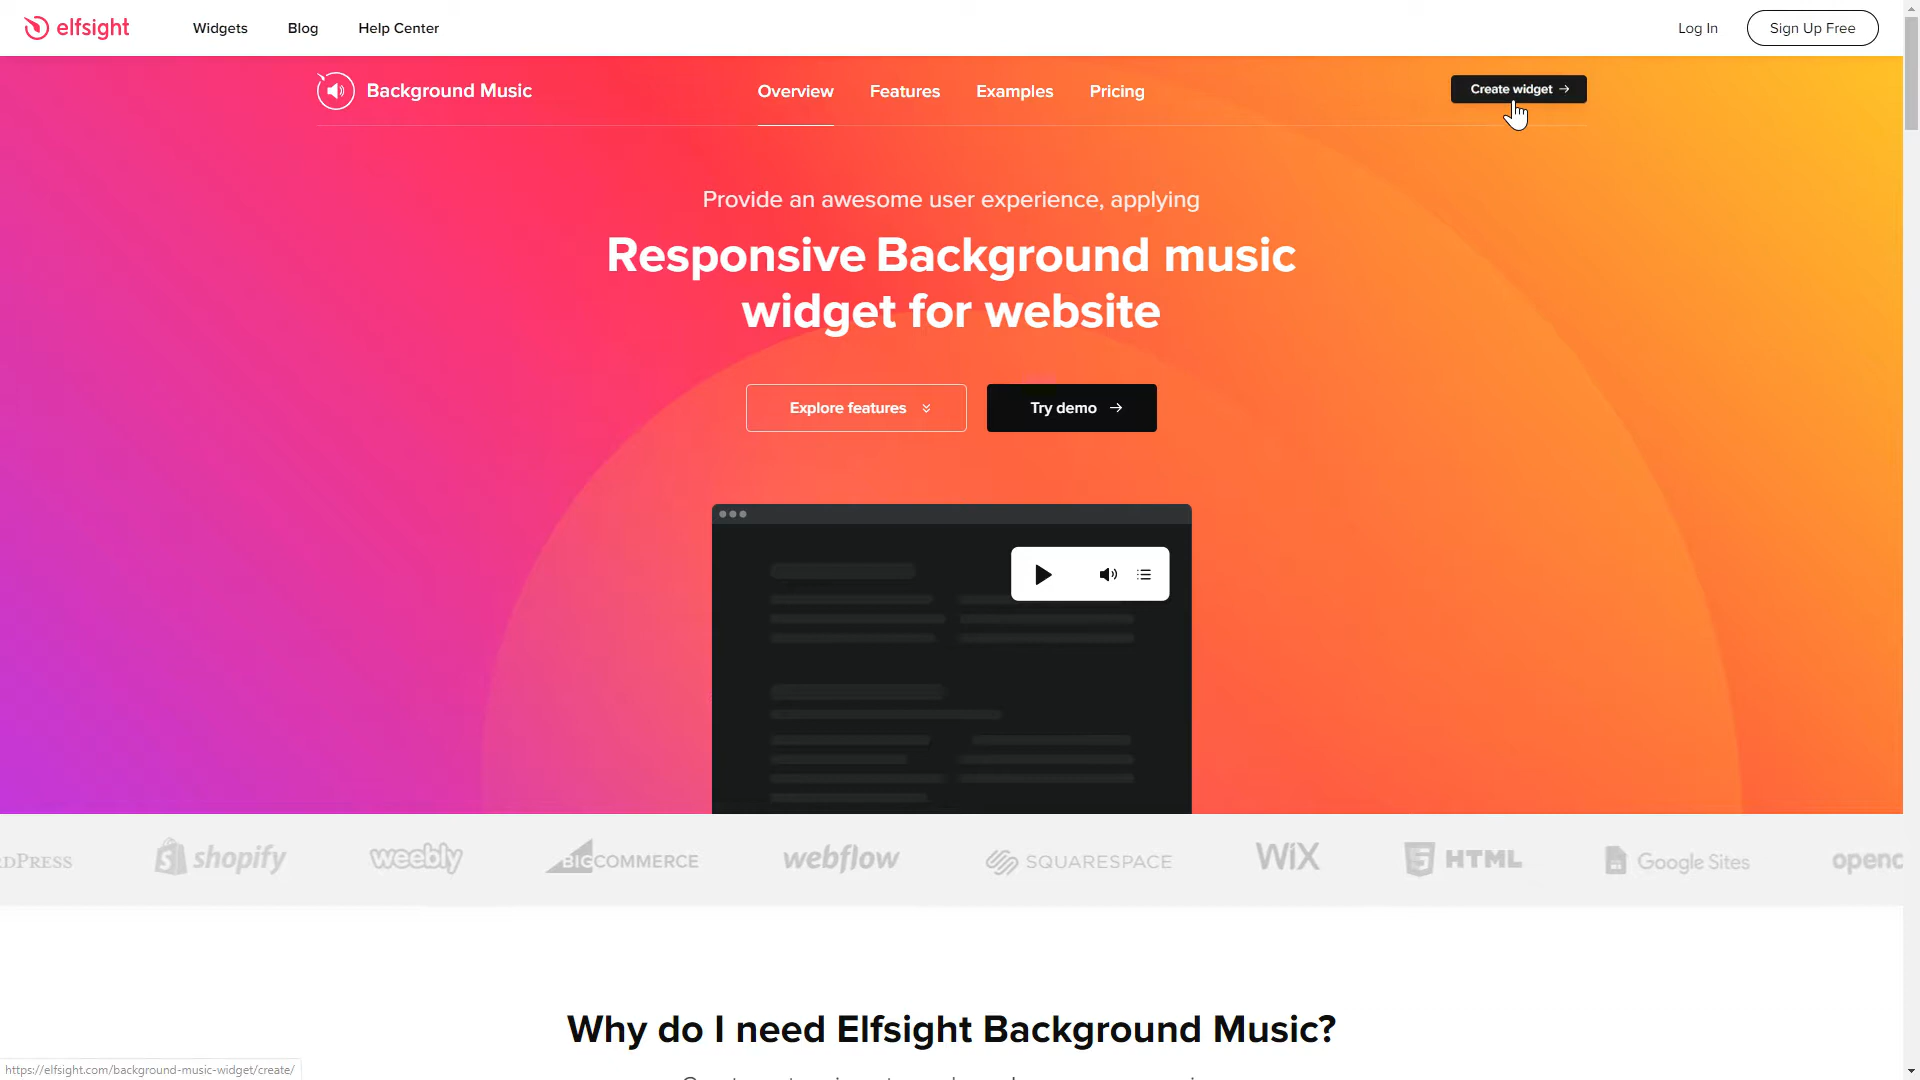 elfsight
Widgets
Blog
Help Center
Log In
Sign Up Free
Background Music
Overview
Features
Examples
Pricing
Create widget →
Provide an awesome user experience, applying
Responsive Background music
widget for website
Explore features
Try demo →
shopify
weebly
BIGCOMMERCE
webflow
SQUARESPACE
WiX
HTML
Google Sites
Why do I need Elfsight Background Music?
https://elfsight.com/background-music-widget/create/